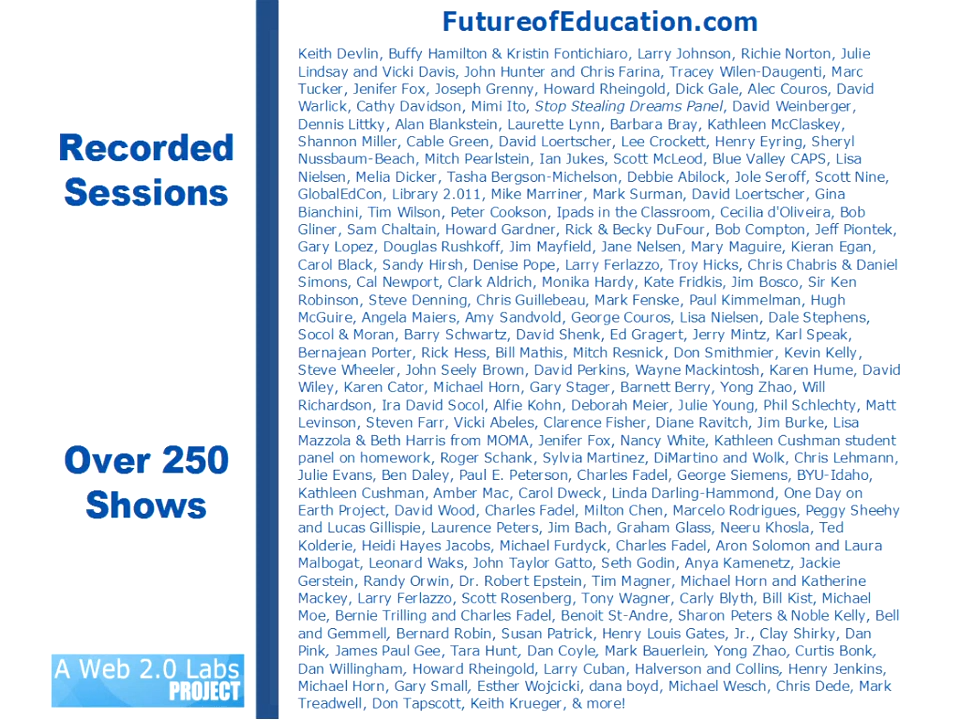 FutureofEducation.com
Recorded
Sessions
Over 250
Shows
A Web 2.0 Labs
PROJECT
Keith Devlin, Buffy Hamilton & Kristin Fontichiaro, Larry Johnson, Richie Norton, Julie
Lindsay and Vicki Davis, John Hunter and Chris Farina, Tracey Wilen-Daugenti, Marc
Tucker, Jenifer Fox, Joseph Grenny, Howard Rheingold, Dick Gale, Alec Couros, David
Warlick, Cathy Davidson, Mimi Ito, Stop Stealing Dreams Panel, David Weinberger,
Dennis Littky, Alan Blankstein, Laurette Lynn, Barbara Bray, Kathleen McClaskey,
Shannon Miller, Cable Green, David Loertscher, Lee Crockett, Henry Eyring, Sheryl
Nussbaum-Beach, Mitch Pearlstein, Ian Jukes, Scott McLeod, Blue Valley CAPS, Lisa
Nielsen, Melia Dicker, Tasha Bergson-Michelson, Debbie Abilock, Jole Seroff, Scott Nine,
GlobalEdCon, Library 2.011, Mike Marriner, Mark Surman, David Loertscher, Gina
Bianchini, Tim Wilson, Peter Cookson, Ipads in the Classroom, Cecilia d'Oliveira, Bob
Gliner, Sam Chaltain, Howard Gardner, Rick & Becky DuFour, Bob Compton, Jeff Piontek,
Gary Lopez, Douglas Rushkoff, Jim Mayfield, Jane Nelsen, Mary Maguire, Kieran Egan,
Carol Black, Sandy Hirsh, Denise Pope, Larry Ferlazzo, Troy Hicks, Chris Chabris & Daniel
Simons, Cal Newport, Clark Aldrich, Monika Hardy, Kate Fridkis, Jim Bosco, Sir Ken
Robinson, Steve Denning, Chris Guillebeau, Mark Fenske, Paul Kimmelman, Hugh
McGuire, Angela Maiers, Amy Sandvold, George Couros, Lisa Nielsen, Dale Stephens,
Socol & Moran, Barry Schwartz, David Shenk, Ed Gragert, Jerry Mintz, Karl Speak,
Bernajean Porter, Rick Hess, Bill Mathis, Mitch Resnick, Don Smithmier, Kevin Kelly,
Steve Wheeler, John Seely Brown, David Perkins, Wayne Mackintosh, Karen Hume, David
Wiley, Karen Cator, Michael Horn, Gary Stager, Barnett Berry, Yong Zhao, Will
Richardson, Ira David Socol, Alfie Kohn, Deborah Meier, Julie Young, Phil Schlechty, Matt
Levinson, Steven Farr, Vicki Abeles, Clarence Fisher, Diane Ravitch, Jim Burke, Lisa
Mazzola & Beth Harris from MOMA, Jenifer Fox, Nancy White, Kathleen Cushman student
panel on homework, Roger Schank, Sylvia Martinez, DiMartino and Wolk, Chris Lehmann,
Julie Evans, Ben Daley, Paul E. Peterson, Charles Fadel, George Siemens, BYU-Idaho,
Kathleen Cushman, Amber Mac, Carol Dweck, Linda Darling-Hammond, One Day on
Earth Project, David Wood, Charles Fadel, Milton Chen, Marcelo Rodrigues, Peggy Sheehy
and Lucas Gillispie, Laurence Peters, Jim Bach, Graham Glass, Neeru Khosla, Ted
Kolderie, Heidi Hayes Jacobs, Michael Furdyck, Charles Fadel, Aron Solomon and Laura
Malbogat, Leonard Waks, John Taylor Gatto, Seth Godin, Anya Kamenetz, Jackie
Gerstein, Randy Orwin, Dr. Robert Epstein, Tim Magner, Michael Horn and Katherine
Mackey, Larry Ferlazzo, Scott Rosenberg, Tony Wagner, Carly Blyth, Bill Kist, Michael
Moe, Bernie Trilling and Charles Fadel, Benoit St-Andre, Sharon Peters & Noble Kelly, Bell
and Gemmell, Bernard Robin, Susan Patrick, Henry Louis Gates, Jr., Clay Shirky, Dan
Pink, James Paul Gee, Tara Hunt, Dan Coyle, Mark Bauerlein, Yong Zhao, Curtis Bonk,
Dan Willingham, Howard Rheingold, Larry Cuban, Halverson and Collins, Henry Jenkins,
Michael Horn, Gary Small, Esther Wojcicki, dana boyd, Michael Wesch, Chris Dede, Mark
Treadwell, Don Tapscott, Keith Krueger, & more!